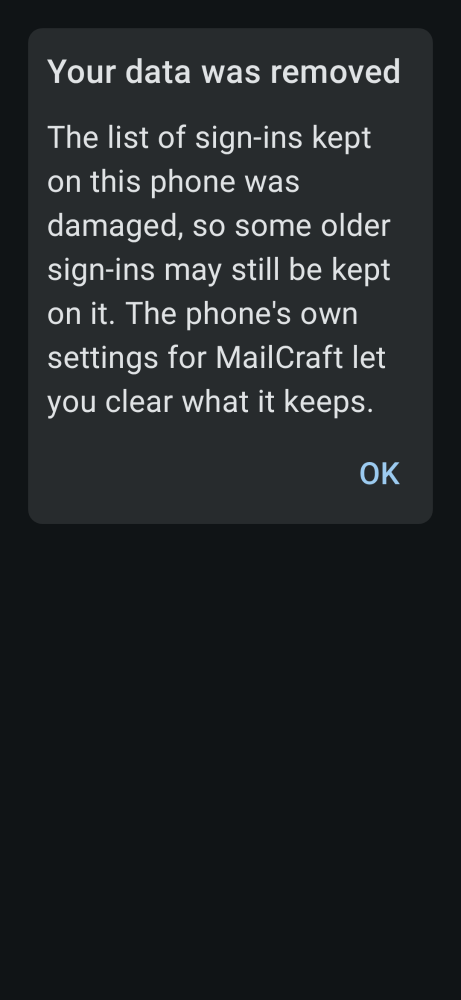 Your data was removed
The list of sign-ins kept
on this phone was
damaged, so some older
sign-ins may still be kept
on it. The phone's own
settings for MailCraft let
you clear what it keeps.
OK